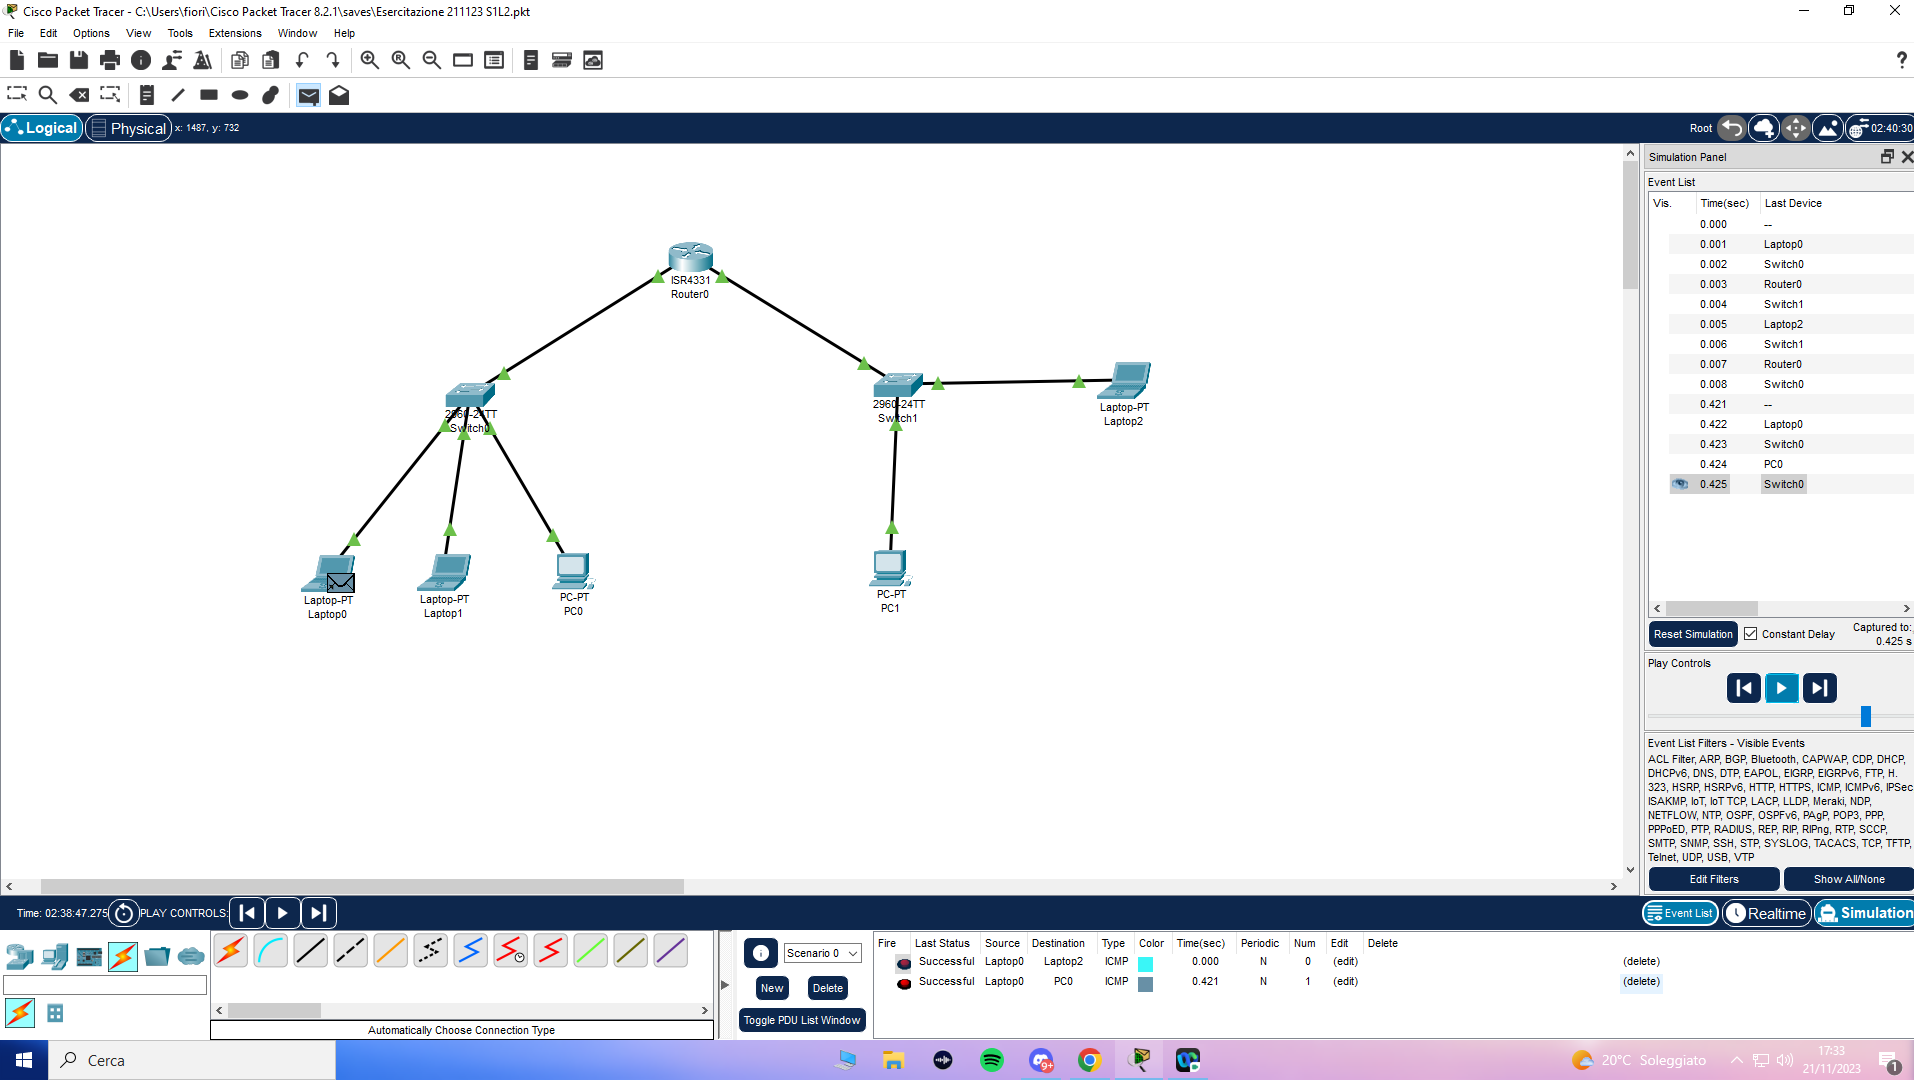 Cisco Packet Tracer - C:\Users\fiori\Cisco Packet Tracer 8.2.1\saves\Esercitazione 211123 S1L2.pkt
File Edit Options View Tools Extensions Window Help
Logical Physical x: 1487, y: 732 Root 02:40:30
Simulation Panel
Event List
Vis. Time(sec) Last Device
0.000 --
0.001 Laptop0
0.002 Switch0
0.003 Router0
0.004 Switch1
0.005 Laptop2
0.006 Switch1
0.007 Router0
0.008 Switch0
0.421 --
0.422 Laptop0
0.423 Switch0
0.424 PC0
0.425 Switch0
ISR4331
Router0
2960-24TT
Switch0
2960-24TT
Switch1
Laptop-PT
Laptop2
Laptop-PT
Laptop0
Laptop-PT
Laptop1
PC-PT
PC0
PC-PT
PC1
Reset Simulation Constant Delay Captured to:
0.425 s
Play Controls
Event List Filters - Visible Events
ACL Filter, ARP, BGP, Bluetooth, CAPWAP, CDP, DHCP,
DHCPv6, DNS, DTP, EAPOL, EIGRP, EIGRPv6, FTP, H.
323, HSRP, HSRPv6, HTTP, HTTPS, ICMP, ICMPv6, IPSec
ISAKMP, IoT, IoT TCP, LACP, LLDP, Meraki, NDP,
NETFLOW, NTP, OSPF, OSPFv6, PAgP, POP3, PPP,
PPPoED, PTP, RADIUS, REP, RIP, RIPng, RTP, SCCP,
SMTP, SNMP, SSH, STP, SYSLOG, TACACS, TCP, TFTP,
Telnet, UDP, USB, VTP
Edit Filters Show All/None
Time: 02:38:47.275 PLAY CONTROLS: Event List Realtime Simulation
Scenario 0
New Delete
Toggle PDU List Window
Automatically Choose Connection Type
Fire Last Status Source Destination Type Color Time(sec) Periodic Num Edit Delete
Successful Laptop0 Laptop2 ICMP 0.000 N 0 (edit) (delete)
Successful Laptop0 PC0 ICMP 0.421 N 1 (edit) (delete)
Cerca
9+
20°C Soleggiato
17:33
21/11/2023
1